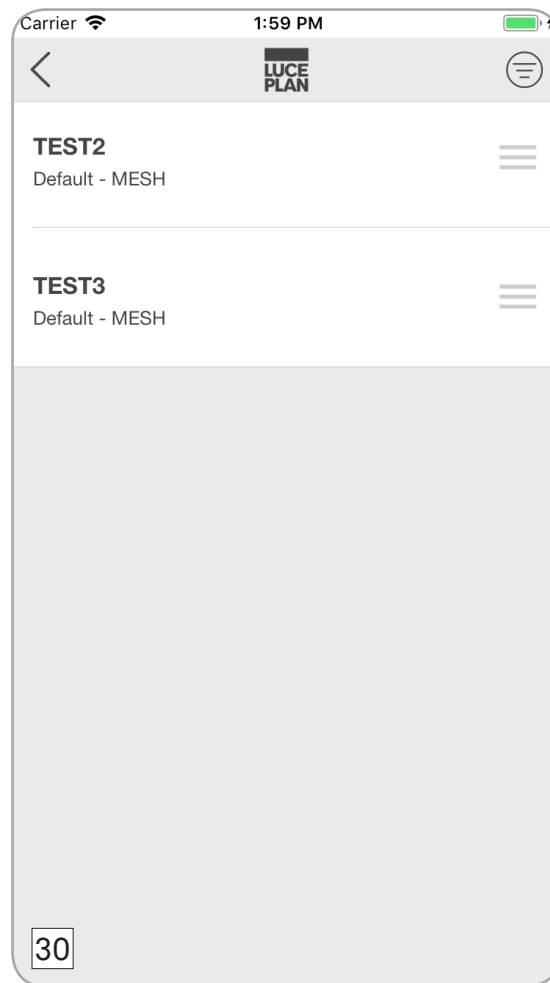 Carrier
1:59 PM
LUCE
PLAN
TEST2
Default - MESH
TEST3
Default - MESH
30